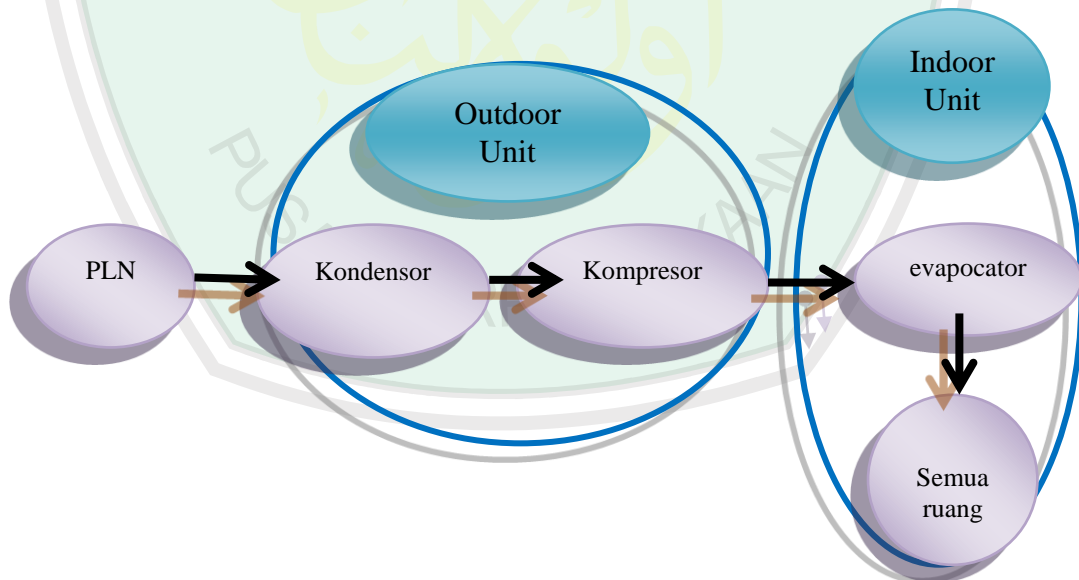 Outdoor
Unit
Indoor
Unit
PLN
Kondensor
Kompresor
evapocator
Semua
ruang